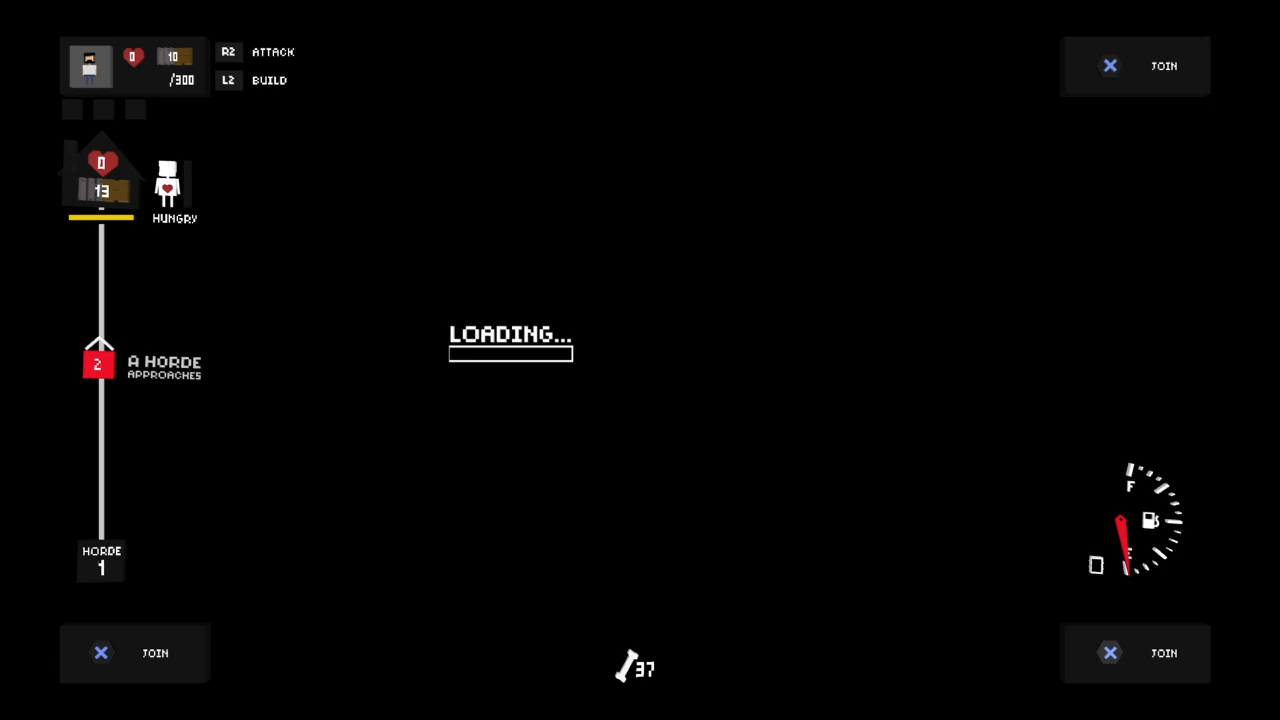 0 10
/300
R2 ATTACK
L2 BUILD
JOIN
0
13
HUNGRY
LOADING...
2
A HORDE
APPROACHES
F
E
HORDE
1
JOIN
37
JOIN